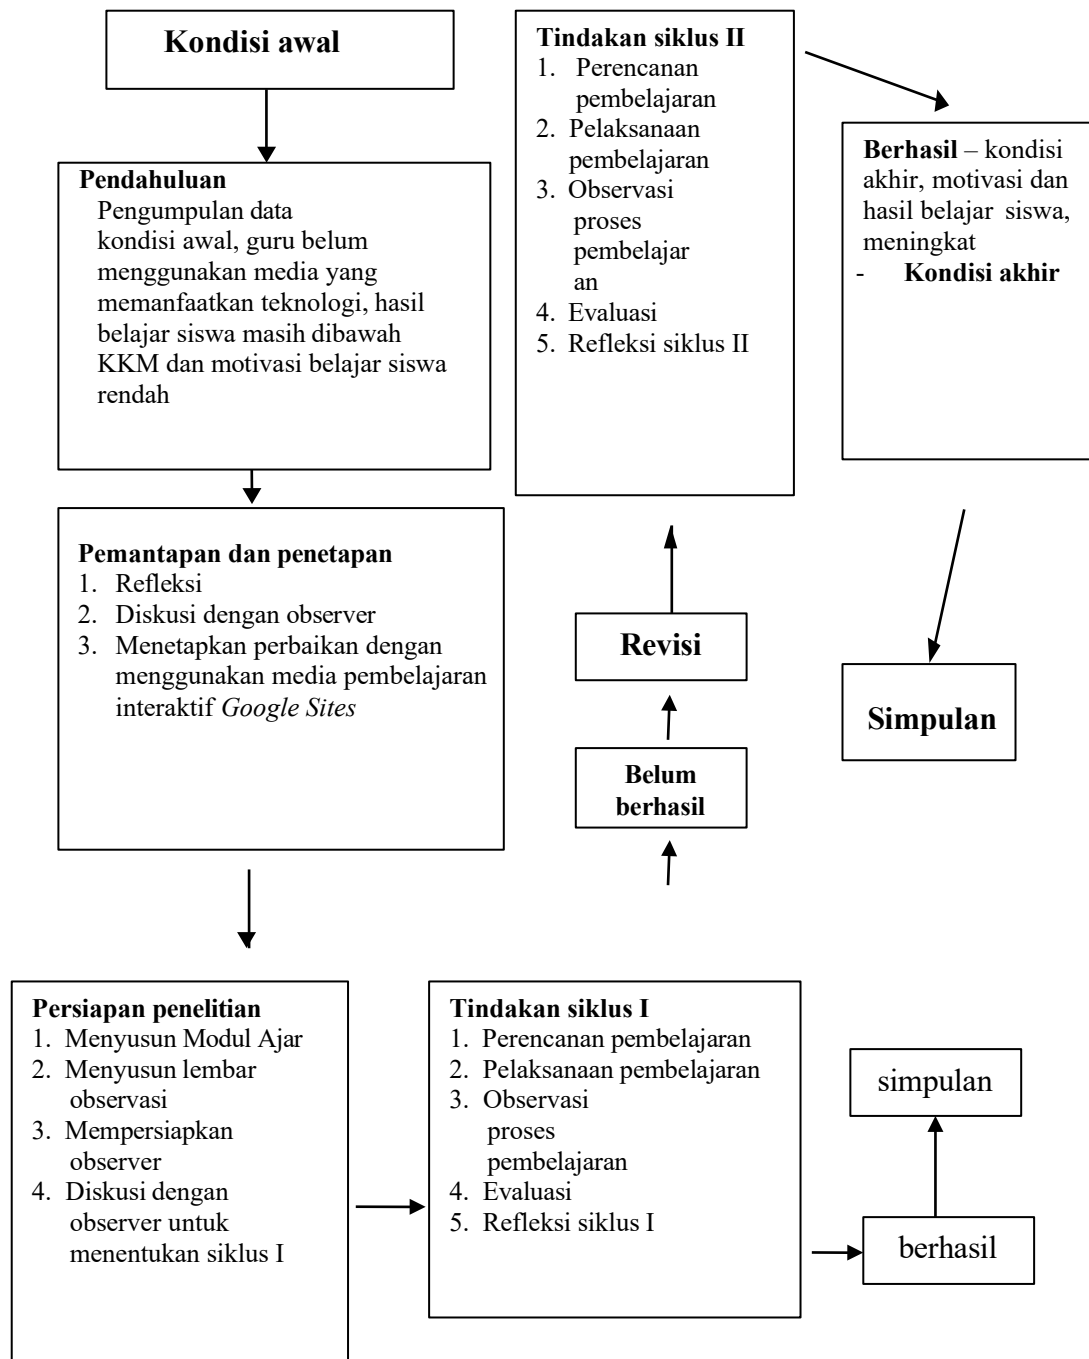 Kondisi awal
Pendahuluan
Pengumpulan data
kondisi awal, guru belum
menggunakan media yang
memanfaatkan teknologi, hasil
belajar siswa masih dibawah
KKM dan motivasi belajar siswa
rendah
Pemantapan dan penetapan
1. Refleksi
2. Diskusi dengan observer
3. Menetapkan perbaikan dengan
menggunakan media pembelajaran
interaktif Google Sites
Persiapan penelitian
1. Menyusun Modul Ajar
2. Menyusun lembar
observasi
3. Mempersiapkan
observer
4. Diskusi dengan
observer untuk
menentukan siklus I
Tindakan siklus I
1. Perencanan pembelajaran
2. Pelaksanaan pembelajaran
3. Observasi
proses
pembelajaran
4. Evaluasi
5. Refleksi siklus I
berhasil
simpulan
Belum
berhasil
Revisi
Tindakan siklus II
1. Perencanan
pembelajaran
2. Pelaksanaan
pembelajaran
3. Observasi
proses
pembelajar
an
4. Evaluasi
5. Refleksi siklus II
Berhasil – kondisi
akhir, motivasi dan
hasil belajar siswa,
meningkat
- Kondisi akhir
Simpulan